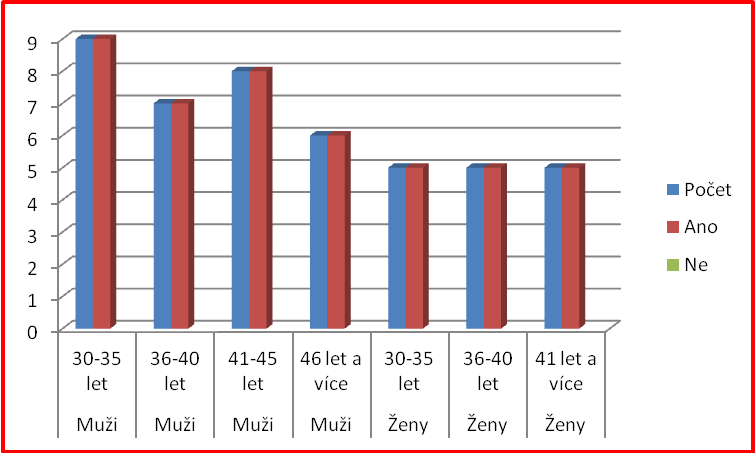 9
8
7
6
5
4
3
2
1
0
30-35 let
36-40 let
41-45 let
46 let a více
30-35 let
36-40 let
41 let a více
Muži
Muži
Muži
Muži
Ženy
Ženy
Ženy
Počet
Ano
Ne